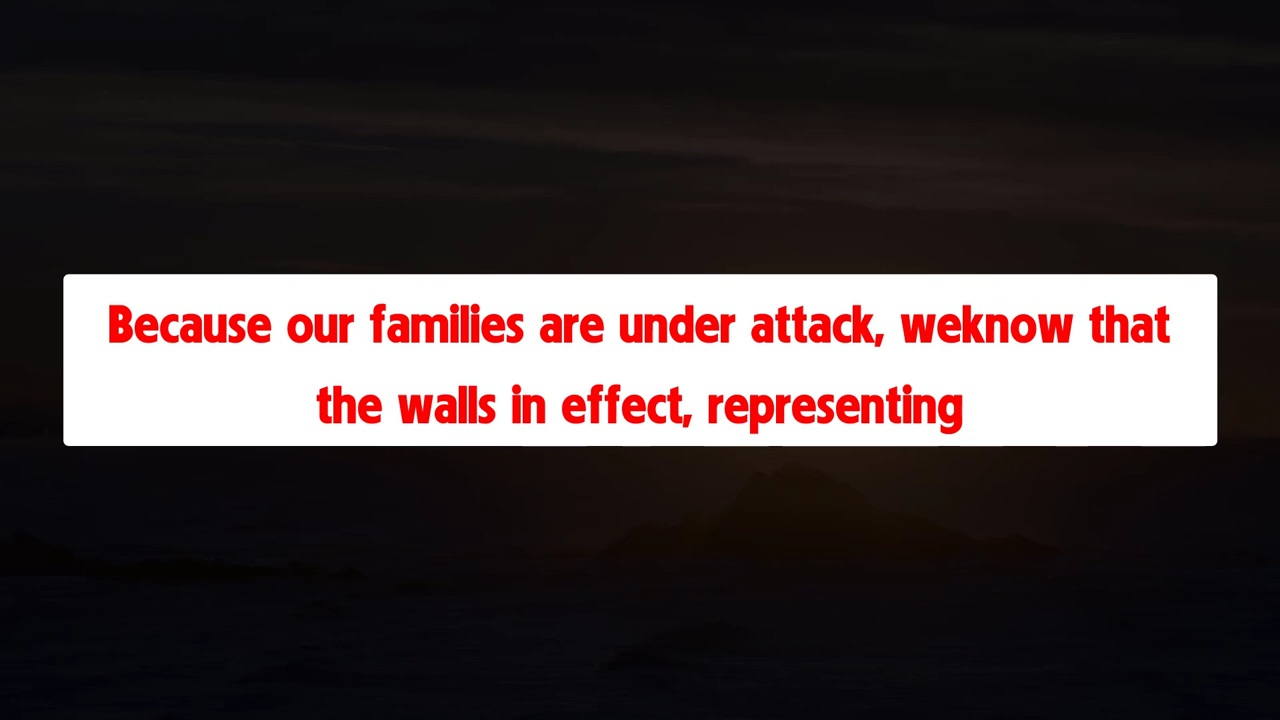 Because our families are under attack, weknow that
the walls in effect, representing